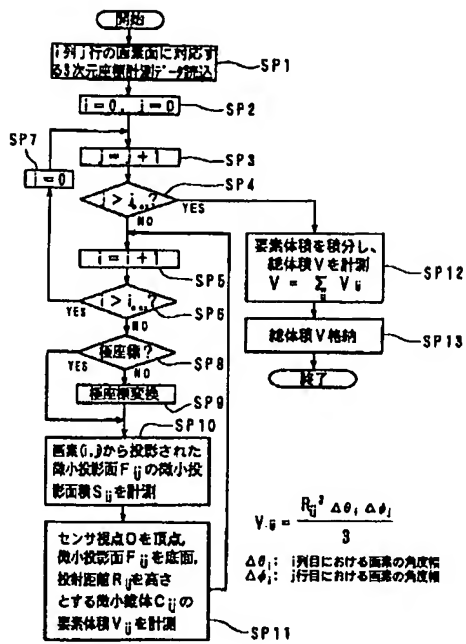 開始
i列j行の画素面に対応す
る3次元座標計測データ読込
SP1
i=0, j=0
SP2
SP7
i=0
j=j+1
SP3
SP4
YES
NO
i=i+1
SP5
YES
SP6
NO
極座標?
SP8
YES
NO
極座標変換
SP9
SP10
画素(i,j)から投影された
微小投影面Fijの微小投
影面積Sijを計測
センサ視点Oを頂点,
微小投影面Fijを底面,
投射距離Rijを高さ
とする微小錐体Cijの
要素体積Vijを計測
SP11
要素体積を積分し、
総体積Vを計測
V = Σij Vij
SP12
総体積V格納
SP13
終了
Vij = Rij³ Δθi Δφj / 3
Δθi: i列目における画素の角度幅
Δφj: j行目における画素の角度幅